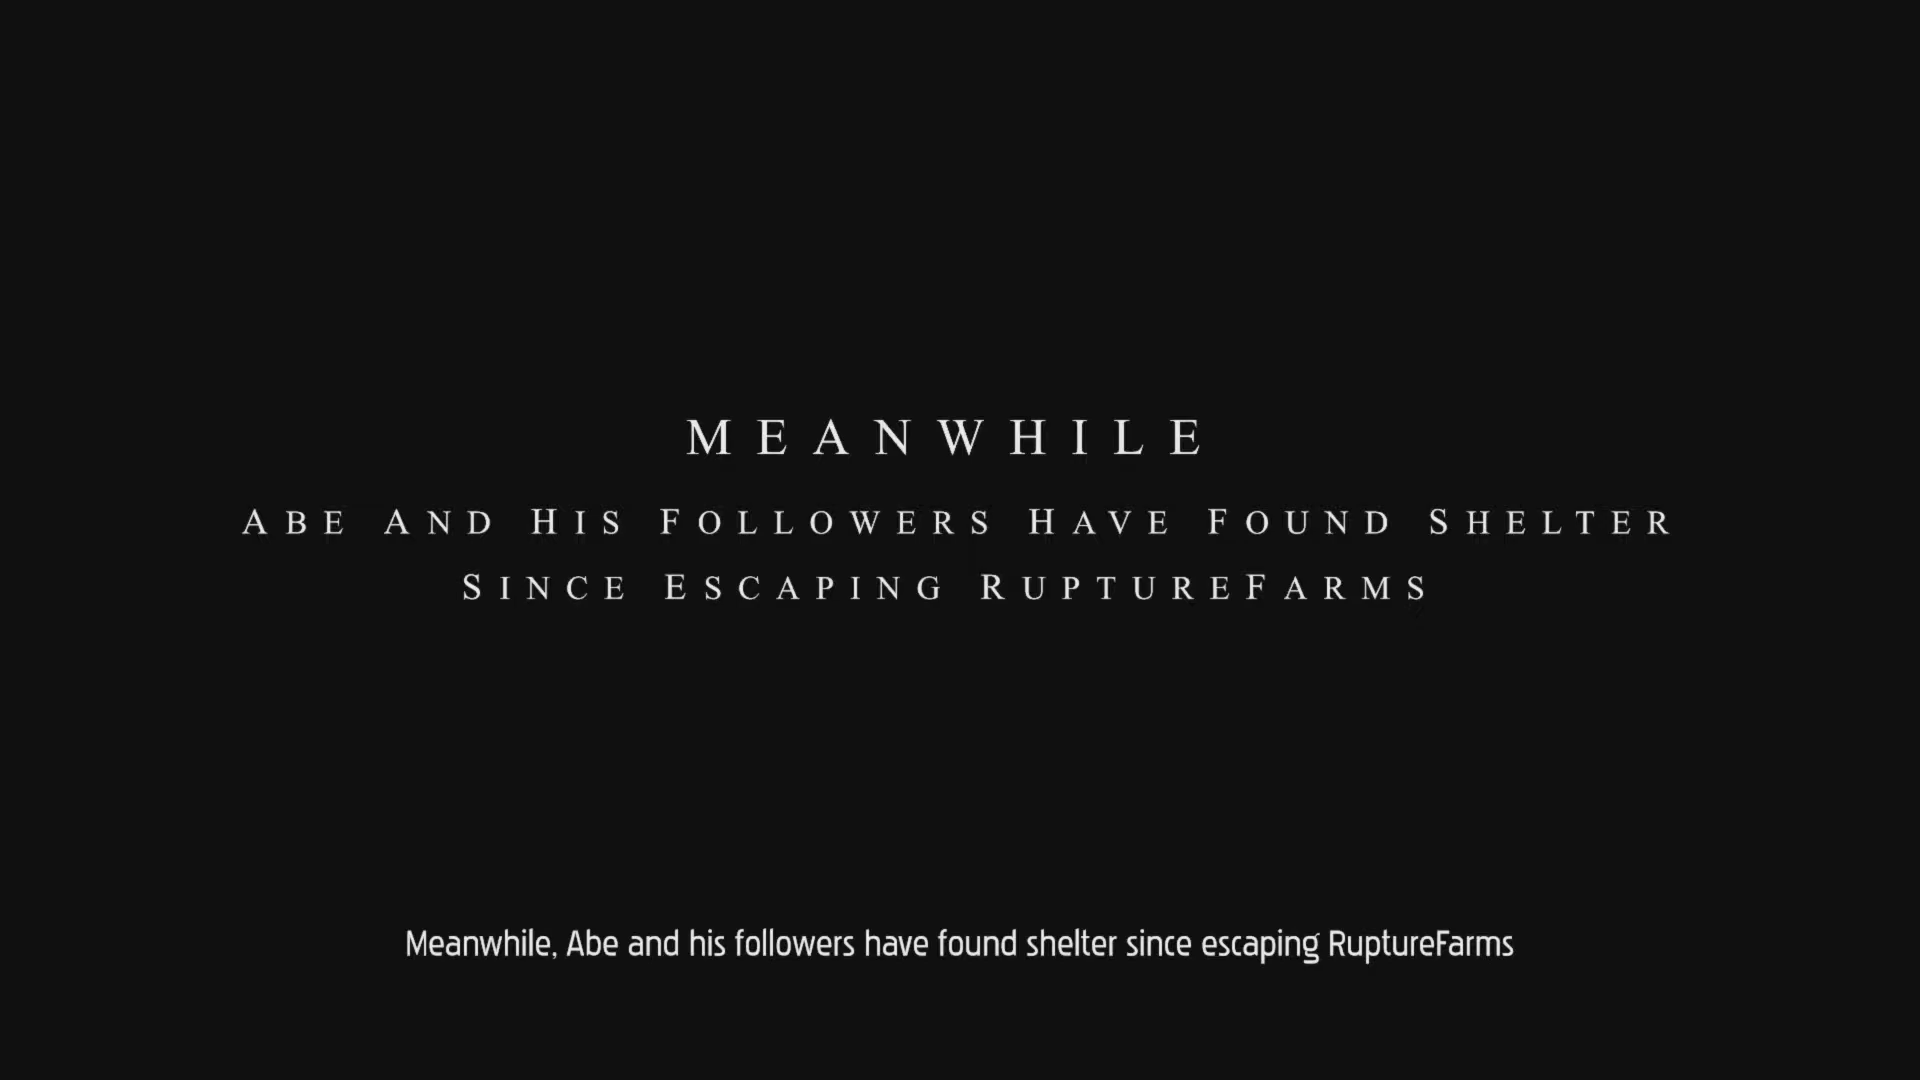 MEANWHILE
ABE AND HIS FOLLOWERS HAVE FOUND SHELTER
SINCE ESCAPING RUPTUREFARMS
Meanwhile, Abe and his followers have found shelter since escaping RuptureFarms